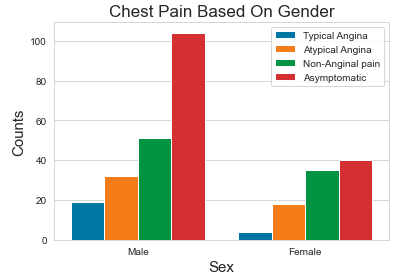 Chest Pain Based On Gender
Typical Angina
Atypical Angina
Non-Anginal pain
Asymptomatic
Counts
100
80
60
40
20
0
Male
Female
Sex